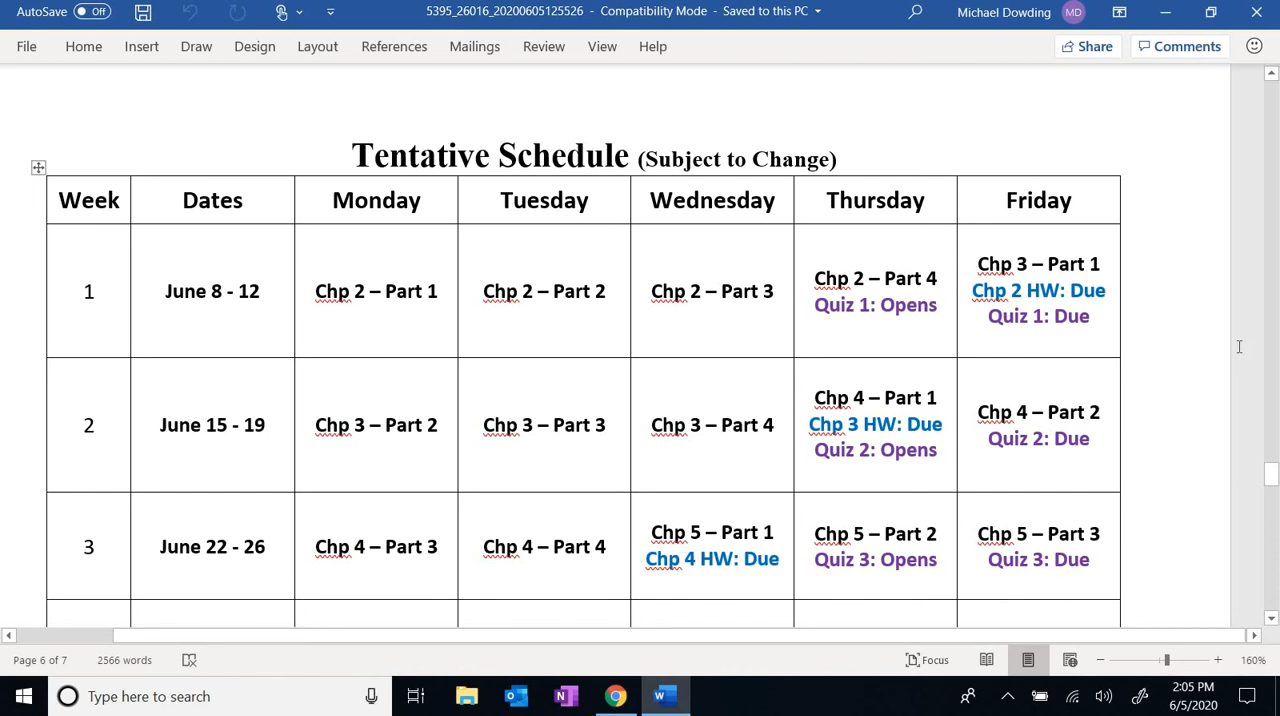 AutoSave Off 5395_26016_20200605125526 - Compatibility Mode - Saved to this PC Michael Dowding MD
File Home Insert Draw Design Layout References Mailings Review View Help Share Comments
Tentative Schedule (Subject to Change)
Week Dates Monday Tuesday Wednesday Thursday Friday
1 June 8 - 12 Chp 2 – Part 1 Chp 2 – Part 2 Chp 2 – Part 3
Chp 2 – Part 4
Quiz 1: Opens
Chp 3 – Part 1
Chp 2 HW: Due
Quiz 1: Due
2 June 15 - 19 Chp 3 – Part 2 Chp 3 – Part 3 Chp 3 – Part 4
Chp 4 – Part 1
Chp 3 HW: Due
Quiz 2: Opens
Chp 4 – Part 2
Quiz 2: Due
3 June 22 - 26 Chp 4 – Part 3 Chp 4 – Part 4
Chp 5 – Part 1
Chp 4 HW: Due
Chp 5 – Part 2
Quiz 3: Opens
Chp 5 – Part 3
Quiz 3: Due
Page 6 of 7 2566 words Focus 160%
Type here to search
2:05 PM
6/5/2020